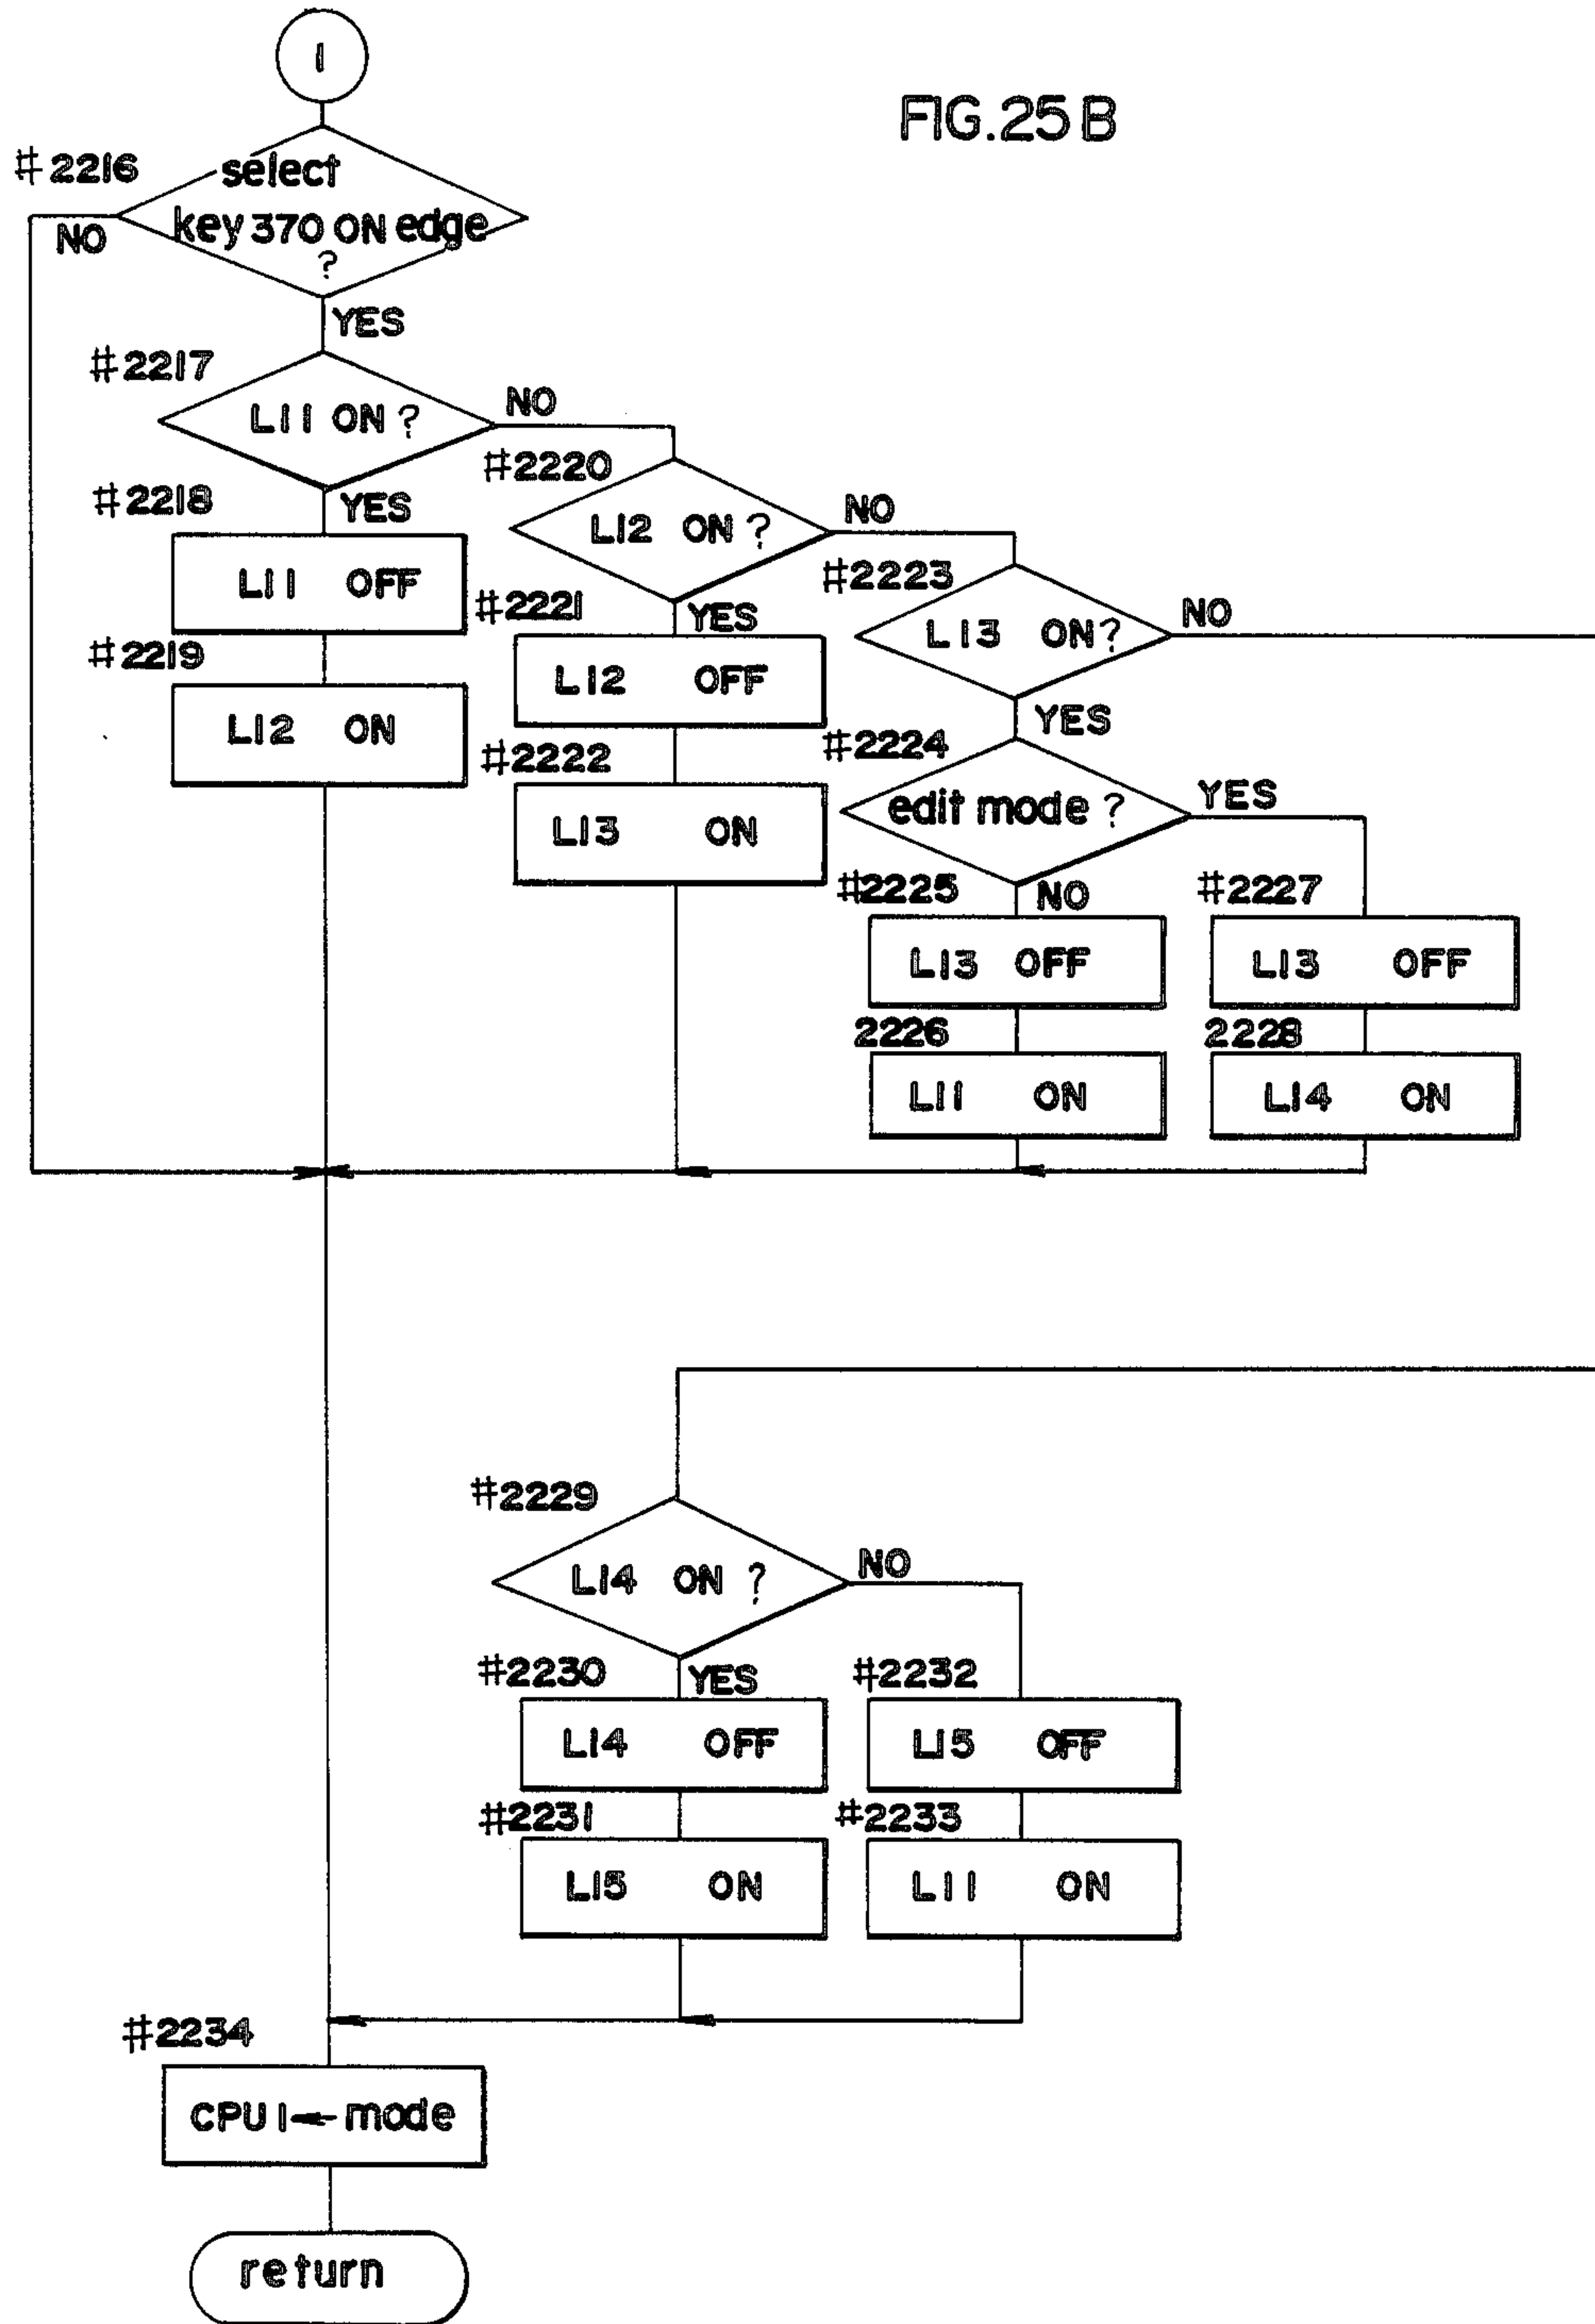 1
FIG.25 B
#2216
select
key 370 ON edge
?
NO
YES
#2217
L11 ON ?
NO
#2218
YES
L11 OFF
#2219
L12 ON
#2220
L12 ON ?
NO
#2221
YES
L12 OFF
#2222
L13 ON
#2223
L13 ON?
NO
YES
#2224
edit mode ?
YES
#2225
NO
L13 OFF
2226
L11 ON
#2227
L13 OFF
2228
L14 ON
#2229
L14 ON ?
NO
#2230
YES
L14 OFF
#2231
L15 ON
#2232
L15 OFF
#2233
L11 ON
#2234
CPU1← mode
return